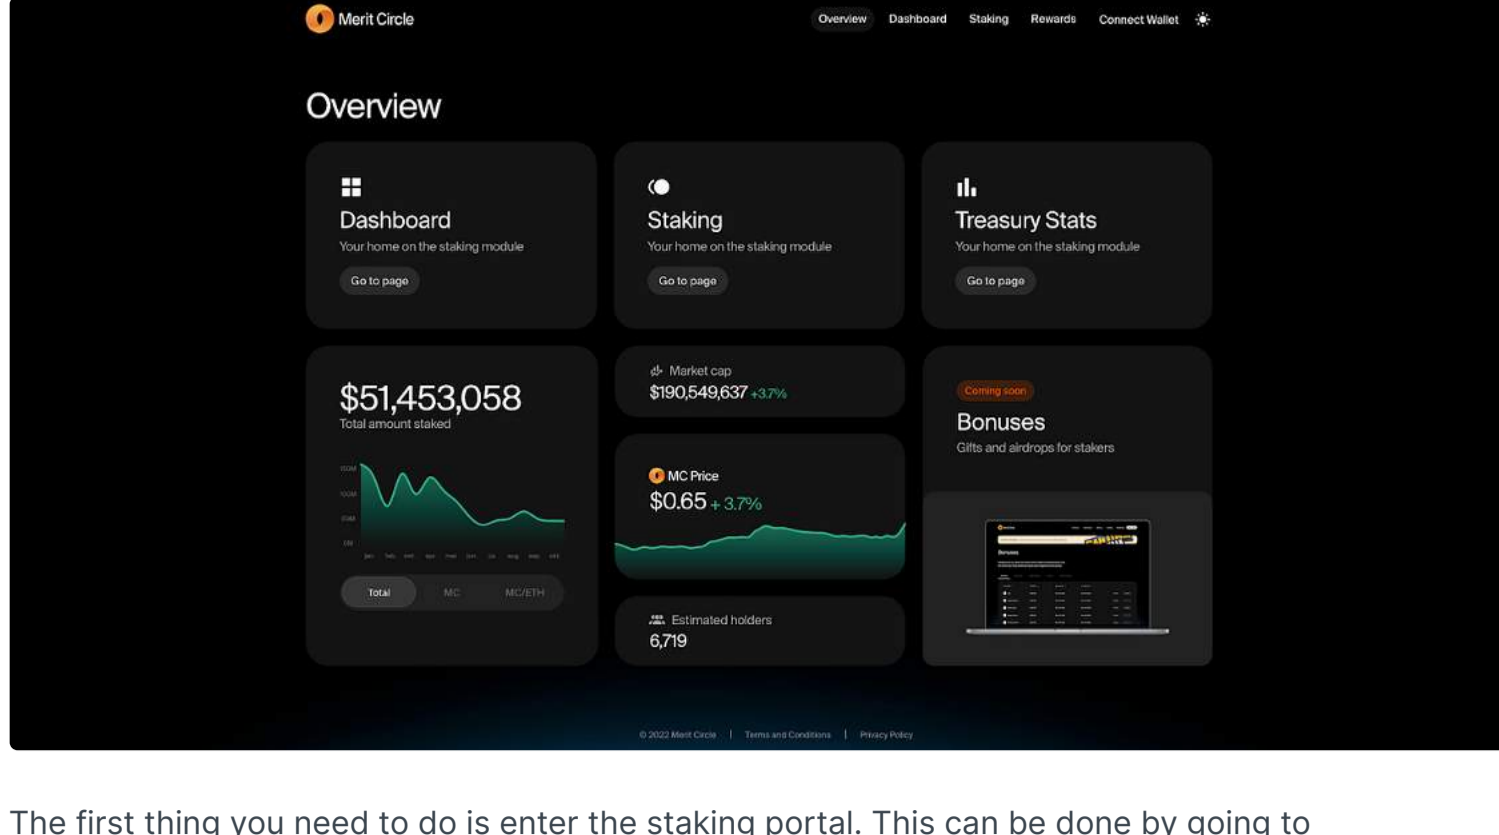 Merit Circle
Overview Dashboard Staking Rewards Connect Wallet
Overview
Dashboard
Your home on the staking module
Go to page
Staking
Your home on the staking module
Go to page
Treasury Stats
Your home on the staking module
Go to page
$51,453,058
Total amount staked
150M
100M
Total MC MC/ETH
Market cap
$190,549,637 +3.7%
MC Price
$0.65 + 3.7%
Estimated holders
6,719
Coming soon
Bonuses
Gifts and airdrops for stakers
Bonuses
© 2022 Merit Circle | Terms and Conditions | Privacy Policy
The first thing you need to do is enter the staking portal. This can be done by going to